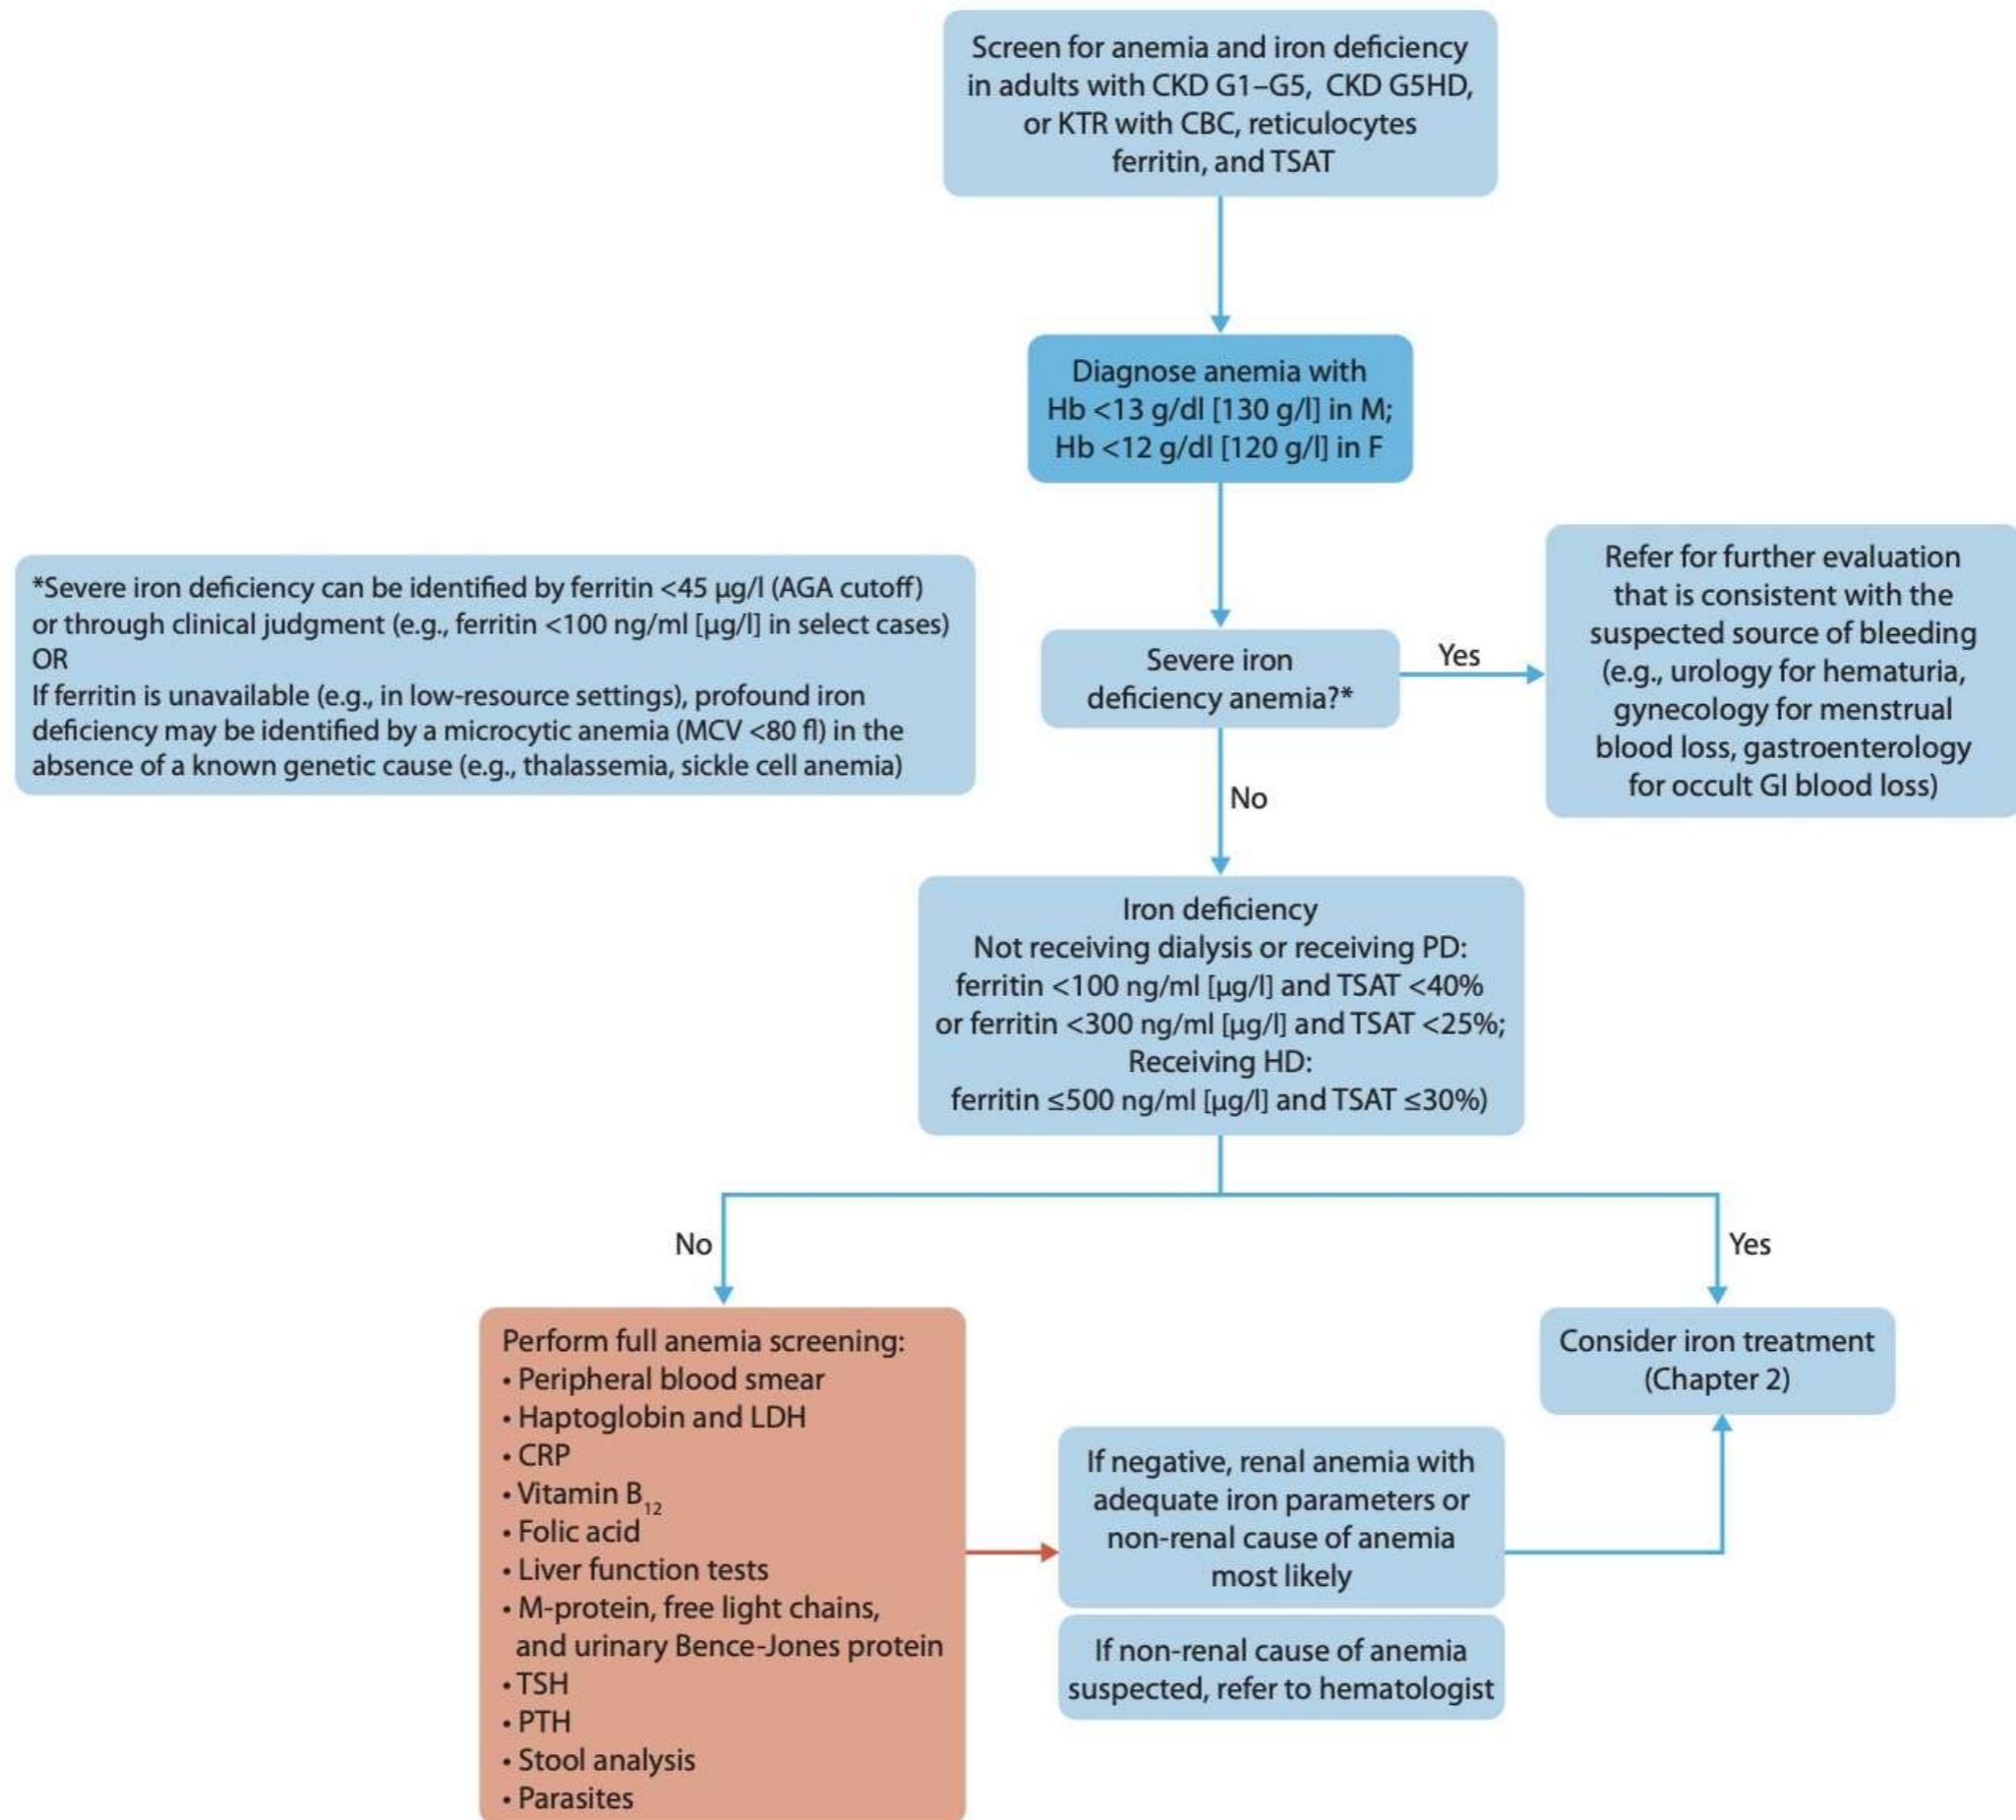 Screen for anemia and iron deficiency
in adults with CKD G1–G5, CKD G5HD,
or KTR with CBC, reticulocytes
ferritin, and TSAT
Diagnose anemia with
Hb <13 g/dl [130 g/l] in M;
Hb <12 g/dl [120 g/l] in F
*Severe iron deficiency can be identified by ferritin <45 µg/l (AGA cutoff)
or through clinical judgment (e.g., ferritin <100 ng/ml [µg/l] in select cases)
OR
If ferritin is unavailable (e.g., in low-resource settings), profound iron
deficiency may be identified by a microcytic anemia (MCV <80 fl) in the
absence of a known genetic cause (e.g., thalassemia, sickle cell anemia)
Severe iron
deficiency anemia?*
Yes
Refer for further evaluation
that is consistent with the
suspected source of bleeding
(e.g., urology for hematuria,
gynecology for menstrual
blood loss, gastroenterology
for occult GI blood loss)
No
Iron deficiency
Not receiving dialysis or receiving PD:
ferritin <100 ng/ml [µg/l] and TSAT <40%
or ferritin <300 ng/ml [µg/l] and TSAT <25%;
Receiving HD:
ferritin ≤500 ng/ml [µg/l] and TSAT ≤30%)
No
Yes
Perform full anemia screening:
• Peripheral blood smear
• Haptoglobin and LDH
• CRP
• Vitamin B₁₂
• Folic acid
• Liver function tests
• M-protein, free light chains,
and urinary Bence-Jones protein
• TSH
• PTH
• Stool analysis
• Parasites
If negative, renal anemia with
adequate iron parameters or
non-renal cause of anemia
most likely
If non-renal cause of anemia
suspected, refer to hematologist
Consider iron treatment
(Chapter 2)